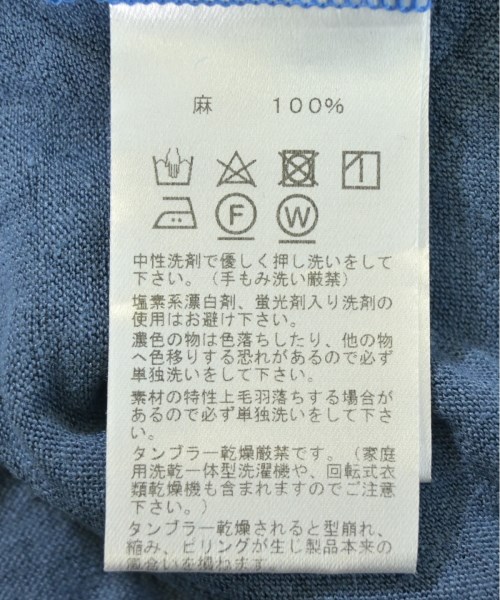 麻 100%
F W
中性洗剤で優しく押し洗いをして
下さい。（手もみ洗い厳禁）
塩素系漂白剤、蛍光剤入り洗剤の
使用はお避け下さい。
濃色の物は色落ちしたり、他の物
へ色移りする恐れがあるので必ず
単独洗いをして下さい。
素材の特性上毛羽落ちする場合が
あるので必ず単独洗いをして下さ
い。
タンブラー乾燥厳禁です。（家庭
用洗乾一体型洗濯機や、回転式衣
類乾燥機も含まれますのでご注意
下さい。）
タンブラー乾燥されると型崩れ、
縮み、ピリングが生じ製品本来の
風合いを損ねます